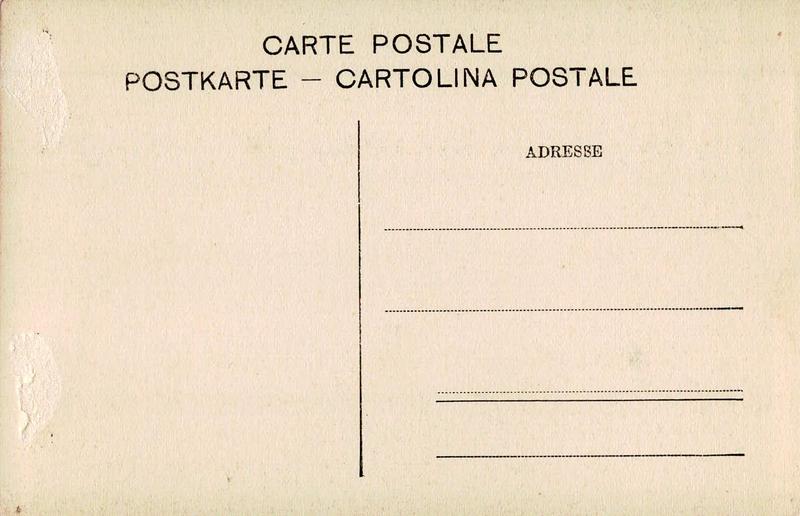 CARTE POSTALE
POSTKARTE — CARTOLINA POSTALE
ADRESSE